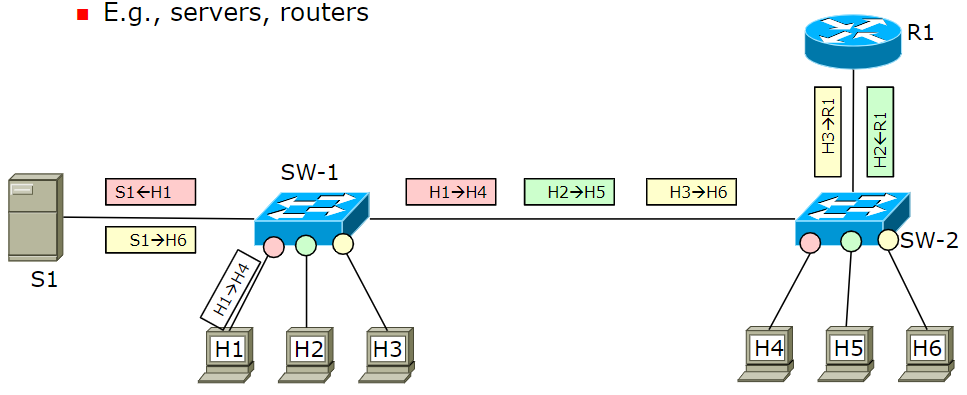 E.g., servers, routers
R1
H3→R1
H2←R1
SW-1
S1←H1
H1→H4
H2→H5
H3→H6
S1→H6
SW-2
S1
H1→H4
H1
H2
H3
H4
H5
H6